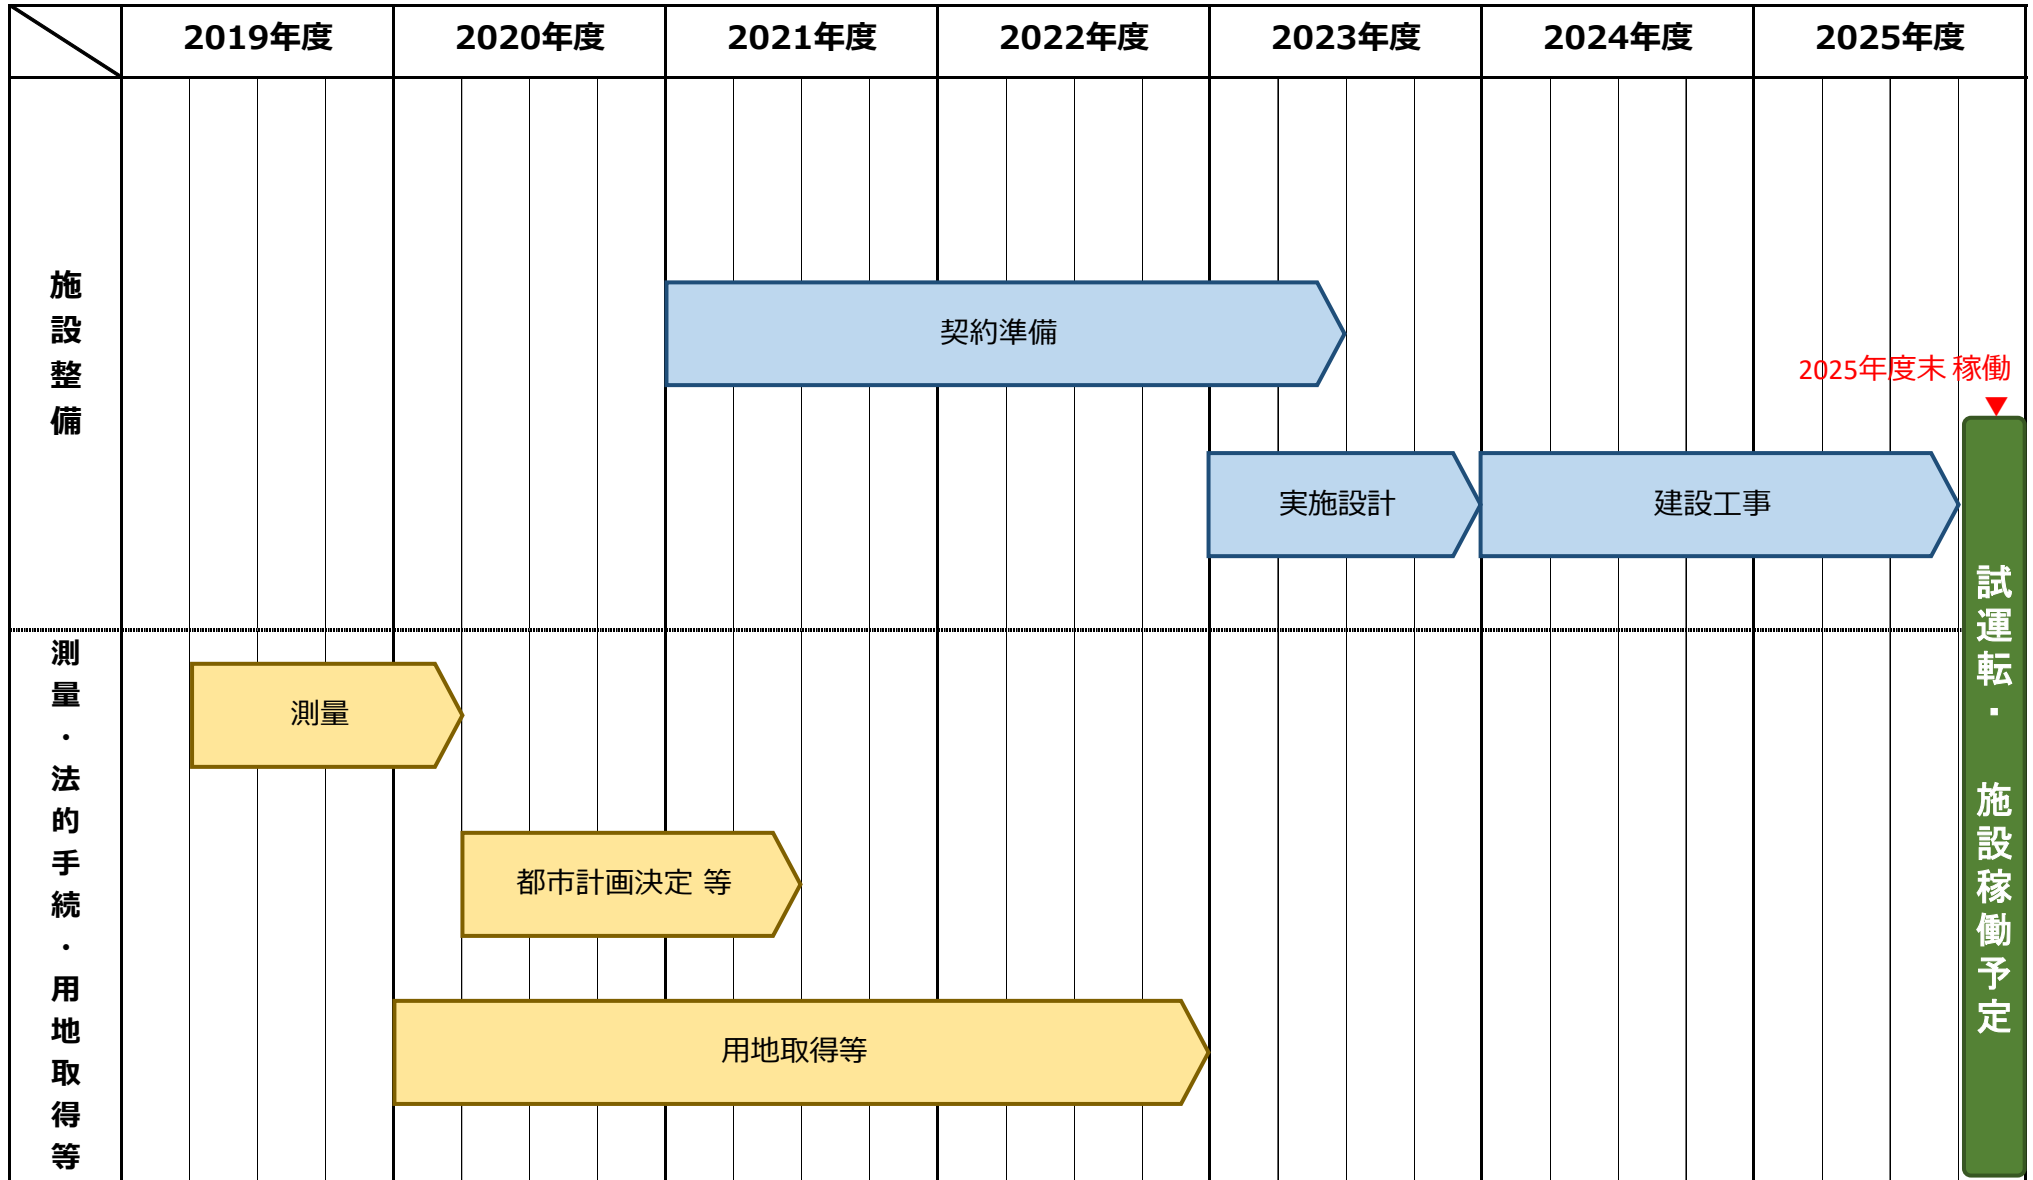 2019年度 2020年度 2021年度 2022年度 2023年度 2024年度 2025年度
施設整備
契約準備
2025年度末 稼働
実施設計
建設工事
試運転・ 施設稼働予定
測量・法的手続・用地取得等
測量
都市計画決定 等
用地取得等